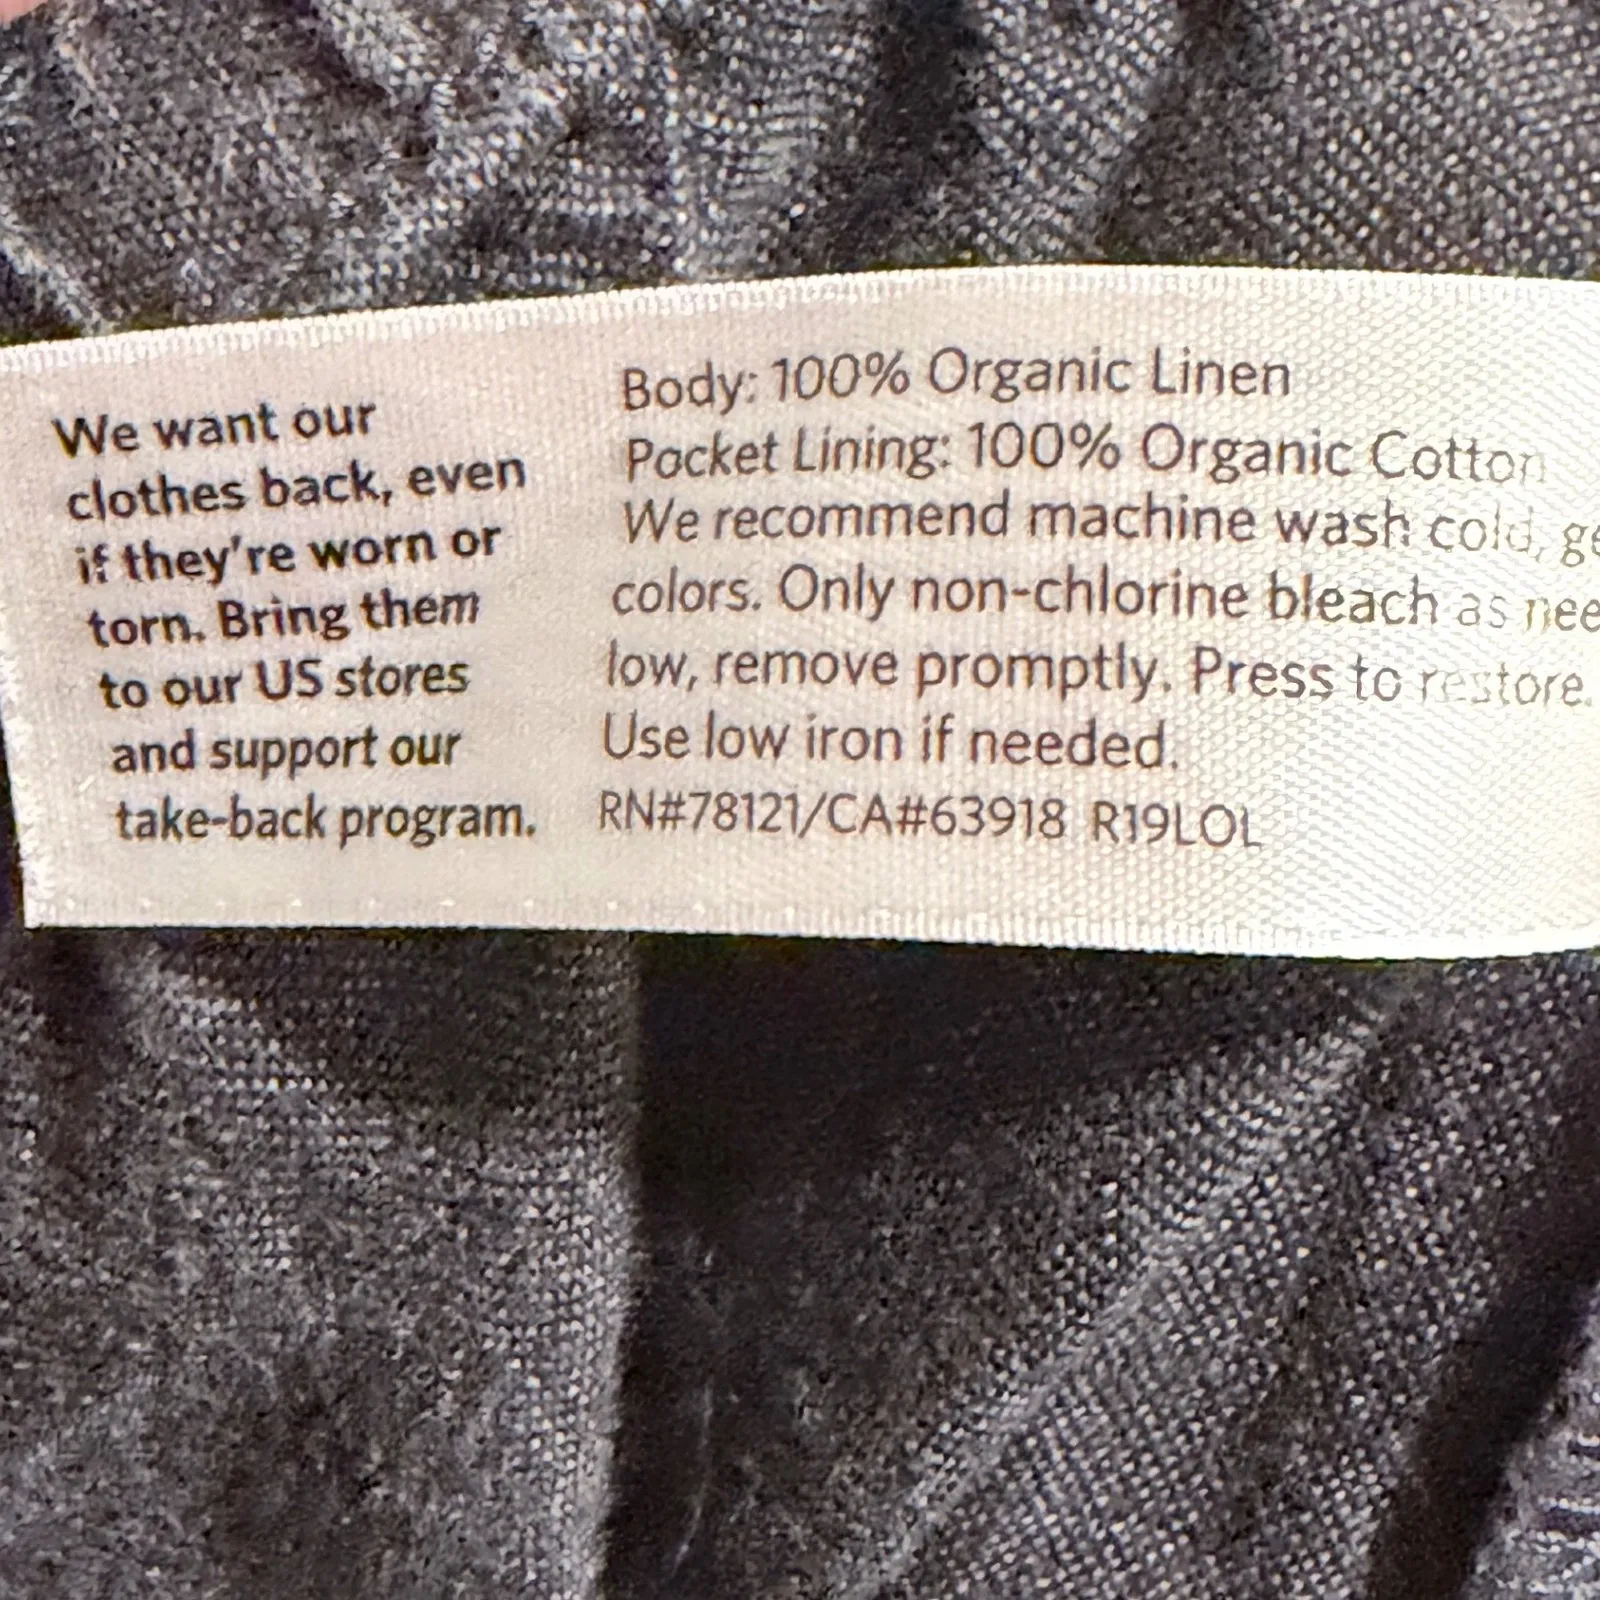 We want our
clothes back, even
if they're worn or
torn. Bring them
to our US stores
and support our
take-back program.
Body: 100% Organic Linen
Pocket Lining: 100% Organic Cotton
We recommend machine wash cold,
colors. Only non-chlorine bleach as
low, remove promptly. Press to restore.
Use low iron if needed.
RN#78121/CA#63918 R19LOL